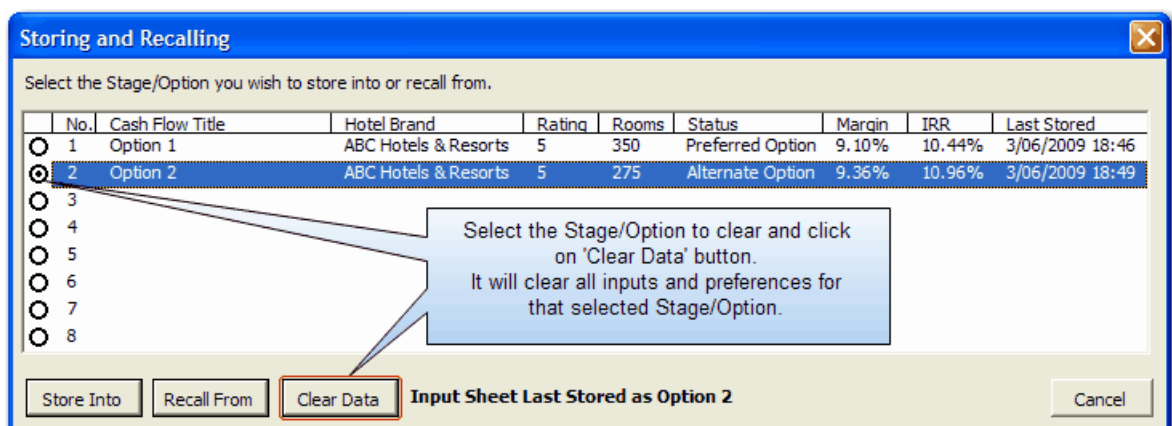 Storing and Recalling
Select the Stage/Option you wish to store into or recall from.
No. Cash Flow Title Hotel Brand Rating Rooms Status Margin IRR Last Stored
1 Option 1 ABC Hotels & Resorts 5 350 Preferred Option 9.10% 10.44% 3/06/2009 18:46
2 Option 2 ABC Hotels & Resorts 5 275 Alternate Option 9.36% 10.96% 3/06/2009 18:49
3
4
5
6
7
8
Select the Stage/Option to clear and click
on 'Clear Data' button.
It will clear all inputs and preferences for
that selected Stage/Option.
Store Into Recall From Clear Data Input Sheet Last Stored as Option 2 Cancel